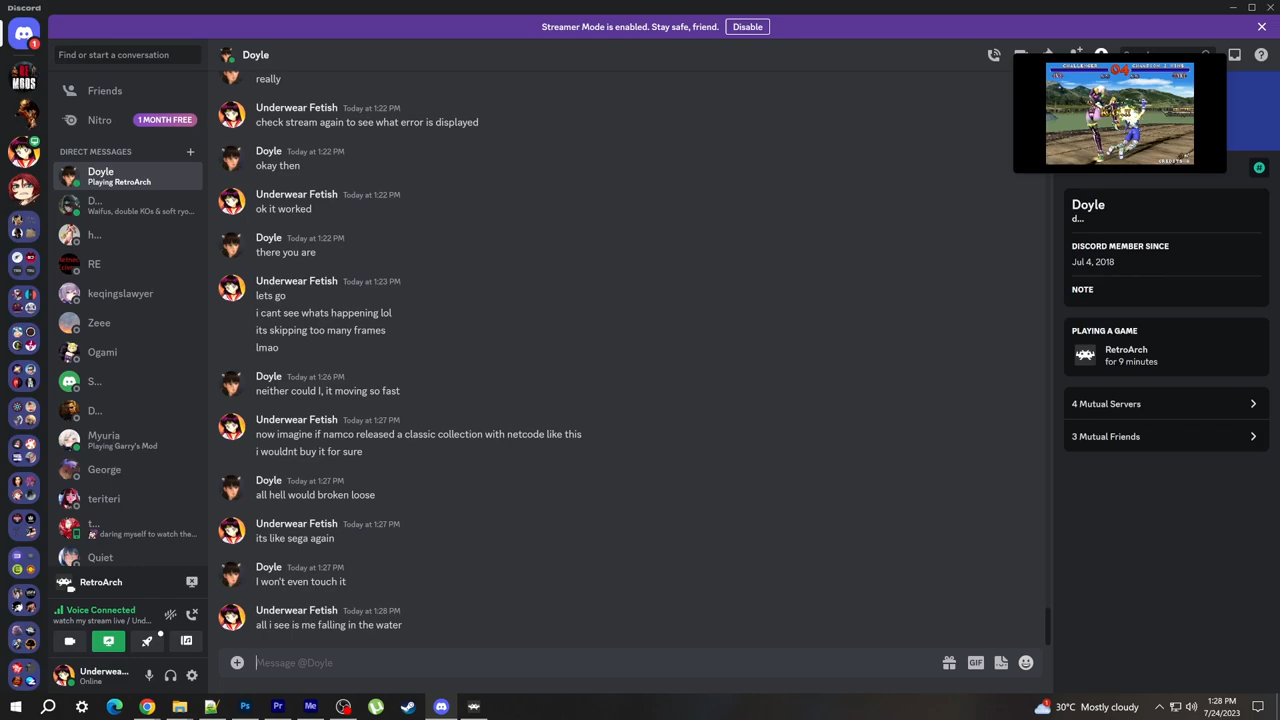 Discord
Streamer Mode is enabled. Stay safe, friend.
Disable
Find or start a conversation
Doyle
Friends
Nitro
1 MONTH FREE
DIRECT MESSAGES
Doyle
Playing RetroArch
D...
Waifus, double KOs & soft ryo...
h...
RE
keqingslawyer
Zeee
Ogami
S...
D...
Myuria
Playing Garry's Mod
George
teriteri
t...
daring myself to watch the...
Quiet
RetroArch
Voice Connected
watch my stream live / Und...
Underwea...
Online
really
Underwear Fetish Today at 1:22 PM
check stream again to see what error is displayed
Doyle Today at 1:22 PM
okay then
Underwear Fetish Today at 1:22 PM
ok it worked
Doyle Today at 1:22 PM
there you are
Underwear Fetish Today at 1:23 PM
lets go
i cant see whats happening lol
its skipping too many frames
lmao
Doyle Today at 1:26 PM
neither could I, it moving so fast
Underwear Fetish Today at 1:27 PM
now imagine if namco released a classic collection with netcode like this
i wouldnt buy it for sure
Doyle Today at 1:27 PM
all hell would broken loose
Underwear Fetish Today at 1:27 PM
its like sega again
Doyle Today at 1:27 PM
I won't even touch it
Underwear Fetish Today at 1:28 PM
all i see is me falling in the water
Message @Doyle
GIF
CHALLENGER
04
Doyle
d...
DISCORD MEMBER SINCE
Jul 4, 2018
NOTE
PLAYING A GAME
RetroArch
for 9 minutes
4 Mutual Servers
3 Mutual Friends
30°C Mostly cloudy
1:28 PM
7/24/2023